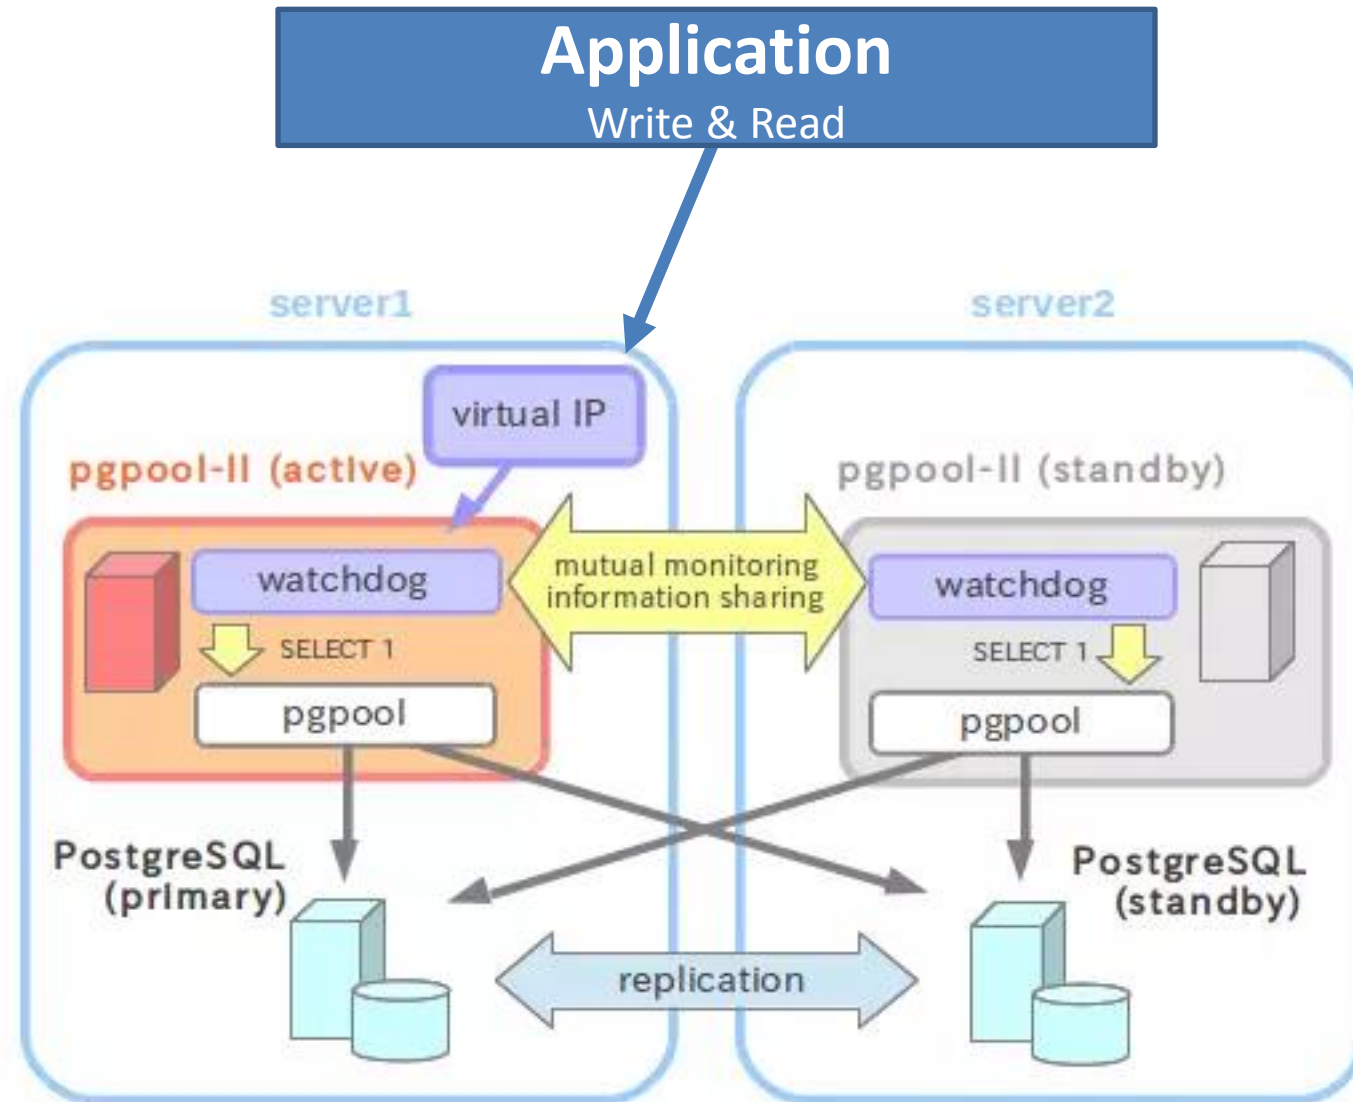 Application
Write & Read
server1
server2
virtual IP
pgpool-II (active)
pgpool-II (standby)
watchdog
mutual monitoring
information sharing
watchdog
SELECT 1
SELECT 1
pgpool
pgpool
PostgreSQL
(primary)
PostgreSQL
(standby)
replication